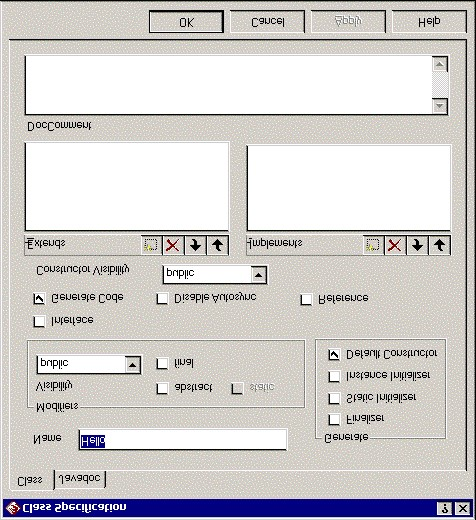 Class Specification
Class Javadoc
Name Hello
Modifiers
Visibility abstract static
public final
Generate
Finalizer
Static Initializer
Instance Initializer
Default Constructor
Interface
Generate Code Disable Autosync Reference
Constructor Visibility public
Extends Implements
DocComment
OK Cancel Apply Help